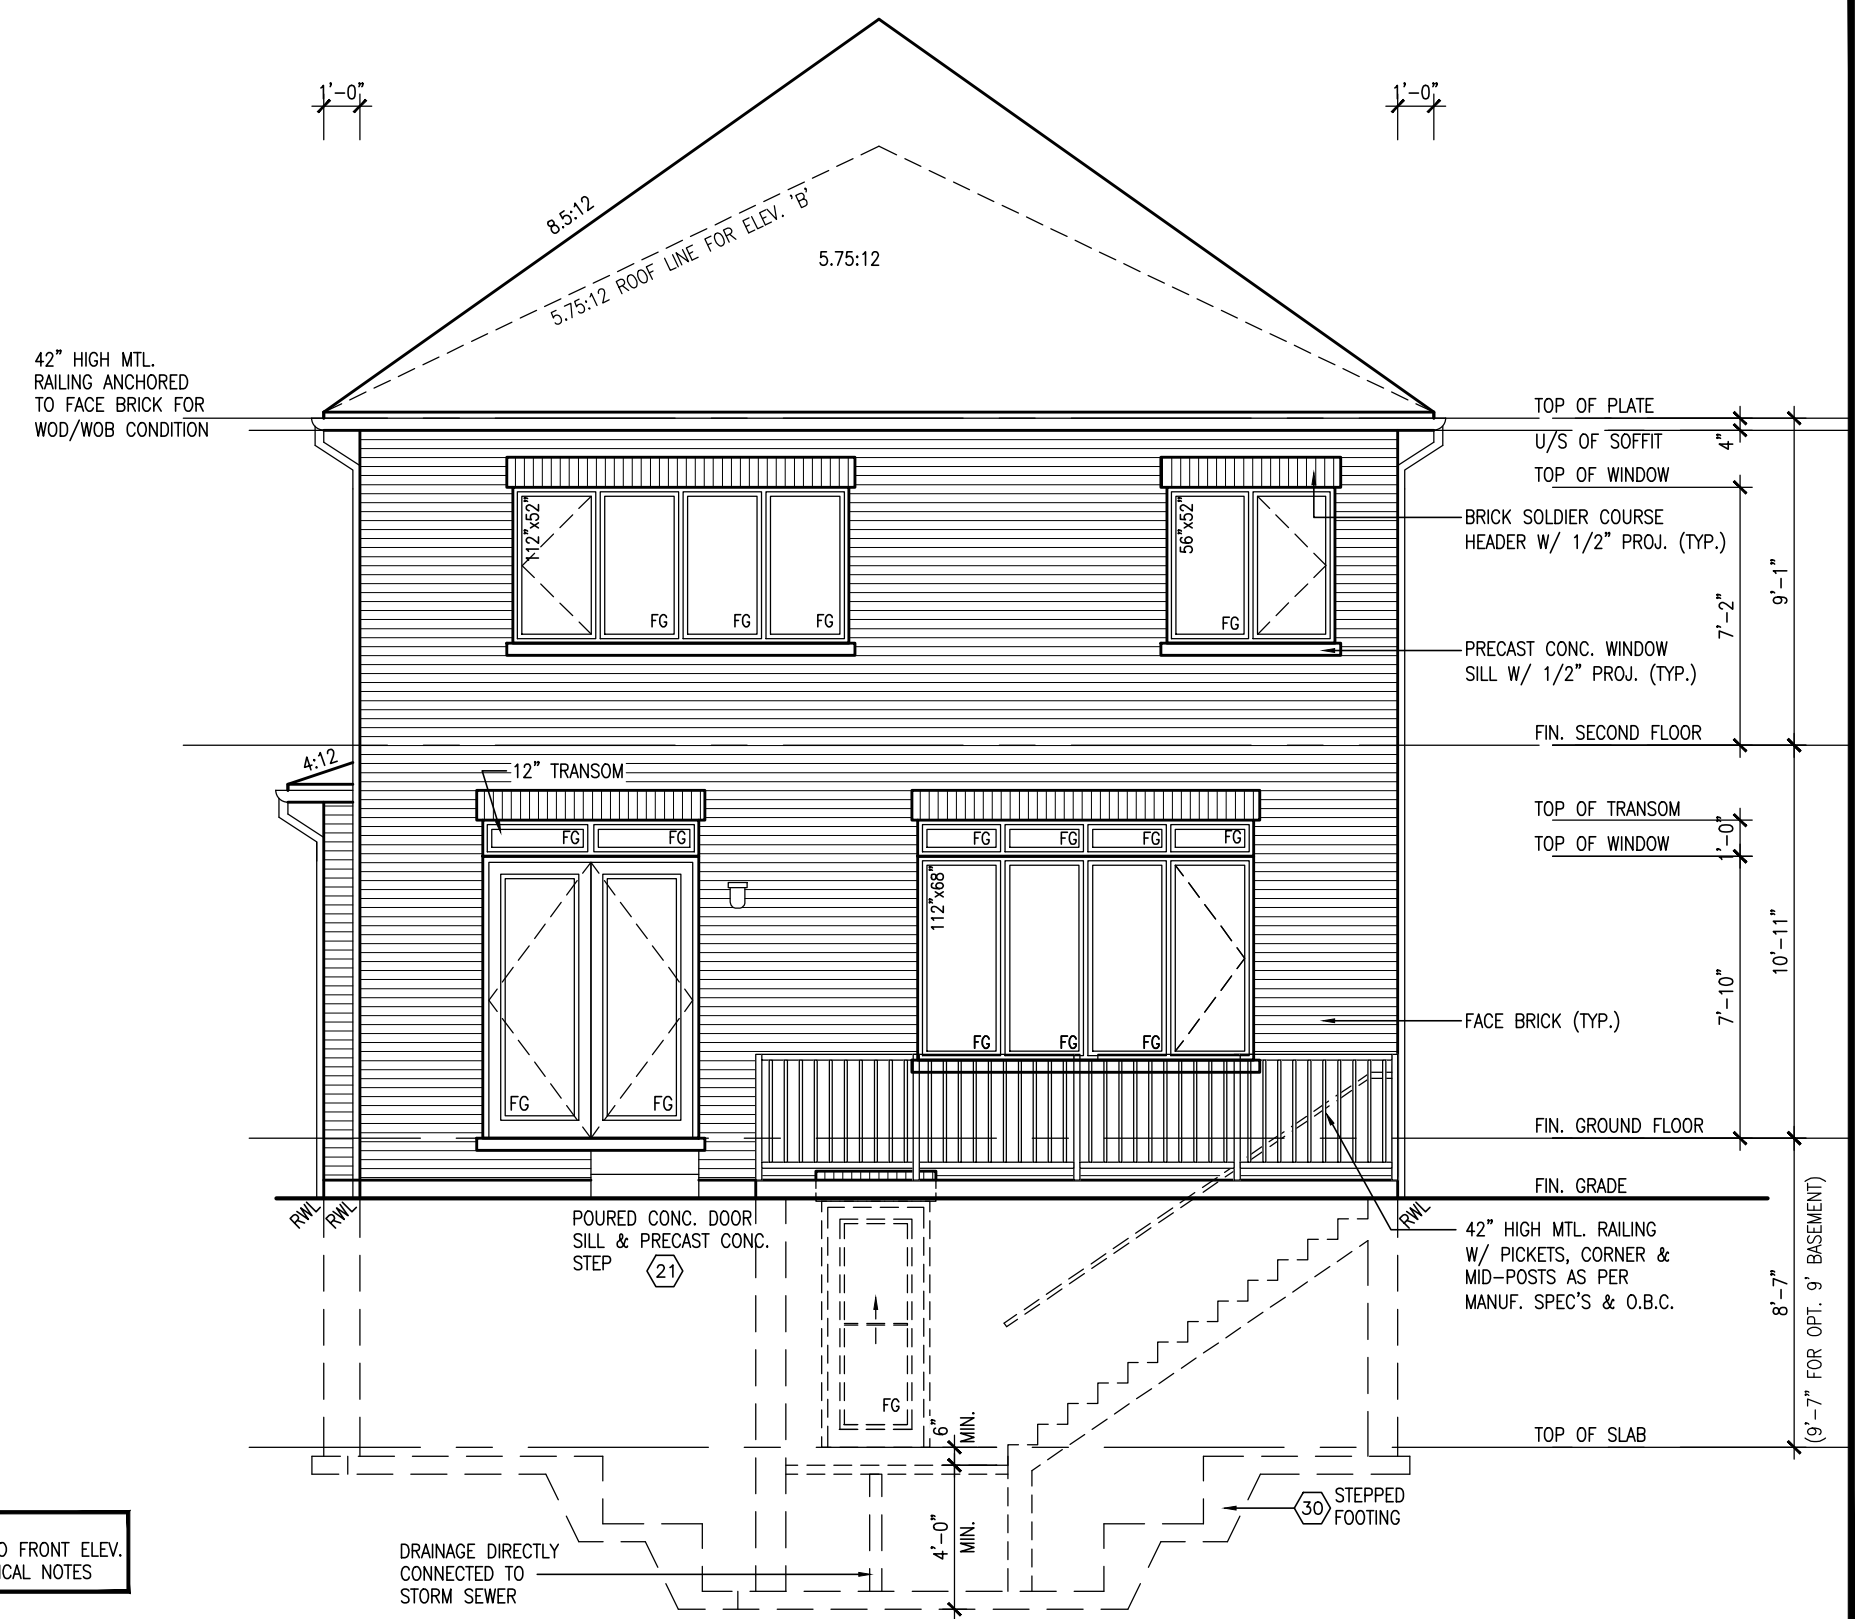 1'-0"
1'-0"
8.5:12
5.75:12 ROOF LINE FOR ELEV. 'B'
5.75:12
42" HIGH MTL.
RAILING ANCHORED
TO FACE BRICK FOR
WOD/WOB CONDITION
TOP OF PLATE
U/S OF SOFFIT
4"
TOP OF WINDOW
112"x52"
FG
FG
FG
56"x52"
FG
BRICK SOLDIER COURSE
HEADER W/ 1/2" PROJ. (TYP.)
7'-2"
9'-1"
PRECAST CONC. WINDOW
SILL W/ 1/2" PROJ. (TYP.)
FIN. SECOND FLOOR
4:12
12" TRANSOM
FG
FG
FG
FG
FG
FG
TOP OF TRANSOM
1'-0"
TOP OF WINDOW
112"x68"
FG
FG
FG
FG
FG
7'-10"
10'-11"
FACE BRICK (TYP.)
FIN. GROUND FLOOR
FIN. GRADE
RWL
RWL
RWL
POURED CONC. DOOR
SILL & PRECAST CONC.
STEP
21
42" HIGH MTL. RAILING
W/ PICKETS, CORNER &
MID-POSTS AS PER
MANUF. SPEC'S & O.B.C.
8'-7"
(9'-7" FOR OPT. 9' BASEMENT)
FG
6"
MIN.
TOP OF SLAB
30
STEPPED
FOOTING
4'-0"
MIN.
DRAINAGE DIRECTLY
CONNECTED TO
STORM SEWER
O FRONT ELEV.
ICAL NOTES